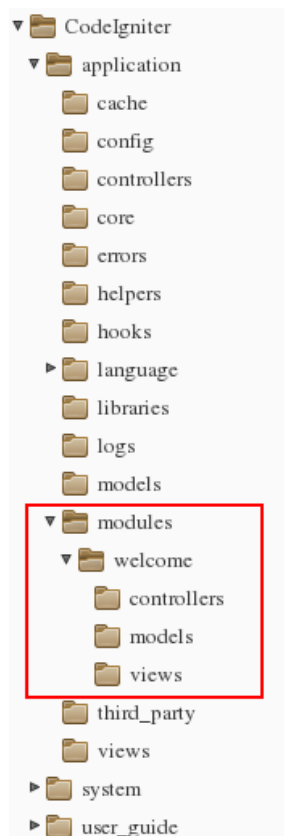 CodeIgniter
application
cache
config
controllers
core
errors
helpers
hooks
language
libraries
logs
models
modules
welcome
controllers
models
views
third_party
views
system
user_guide